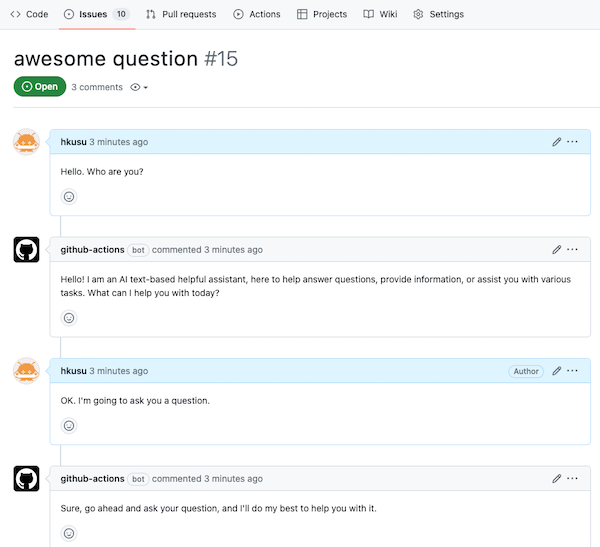 Code Issues 10 Pull requests Actions Projects Wiki Settings
awesome question #15
Open 3 comments
hkusu 3 minutes ago
Hello. Who are you?
github-actions bot commented 3 minutes ago
Hello! I am an AI text-based helpful assistant, here to help answer questions, provide information, or assist you with various
tasks. What can I help you with today?
hkusu 3 minutes ago Author
OK. I'm going to ask you a question.
github-actions bot commented 3 minutes ago
Sure, go ahead and ask your question, and I'll do my best to help you with it.